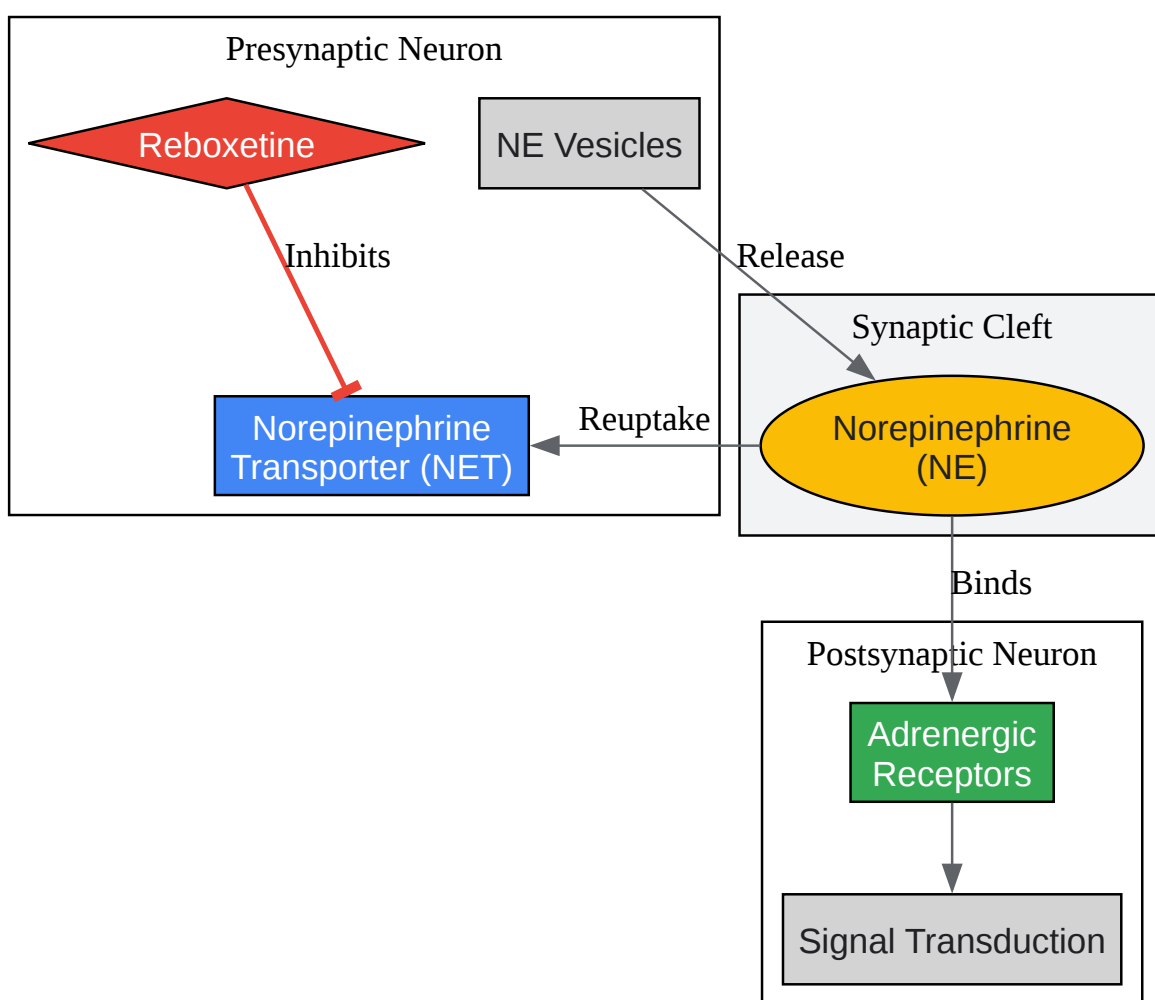 Presynaptic Neuron
Reboxetine
NE Vesicles
Inhibits
Release
Synaptic Cleft
Norepinephrine
Transporter (NET)
Reuptake
Norepinephrine
(NE)
Binds
Postsynaptic Neuron
Adrenergic
Receptors
Signal Transduction